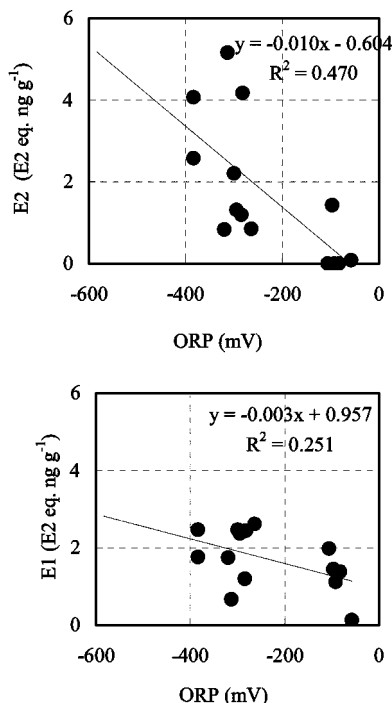 6
y = -0.010x - 0.604
R² = 0.470
4
E2 (E2 eq. ng g⁻¹)
2
0
-600 -400 -200 0
ORP (mV)
6
y = -0.003x + 0.957
R² = 0.251
4
E1 (E2 eq. ng g⁻¹)
2
0
-600 -400 -200 0
ORP (mV)